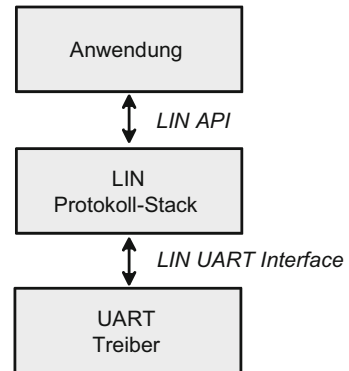 Anwendung
LIN API
LIN
Protokoll-Stack
LIN UART Interface
UART
Treiber